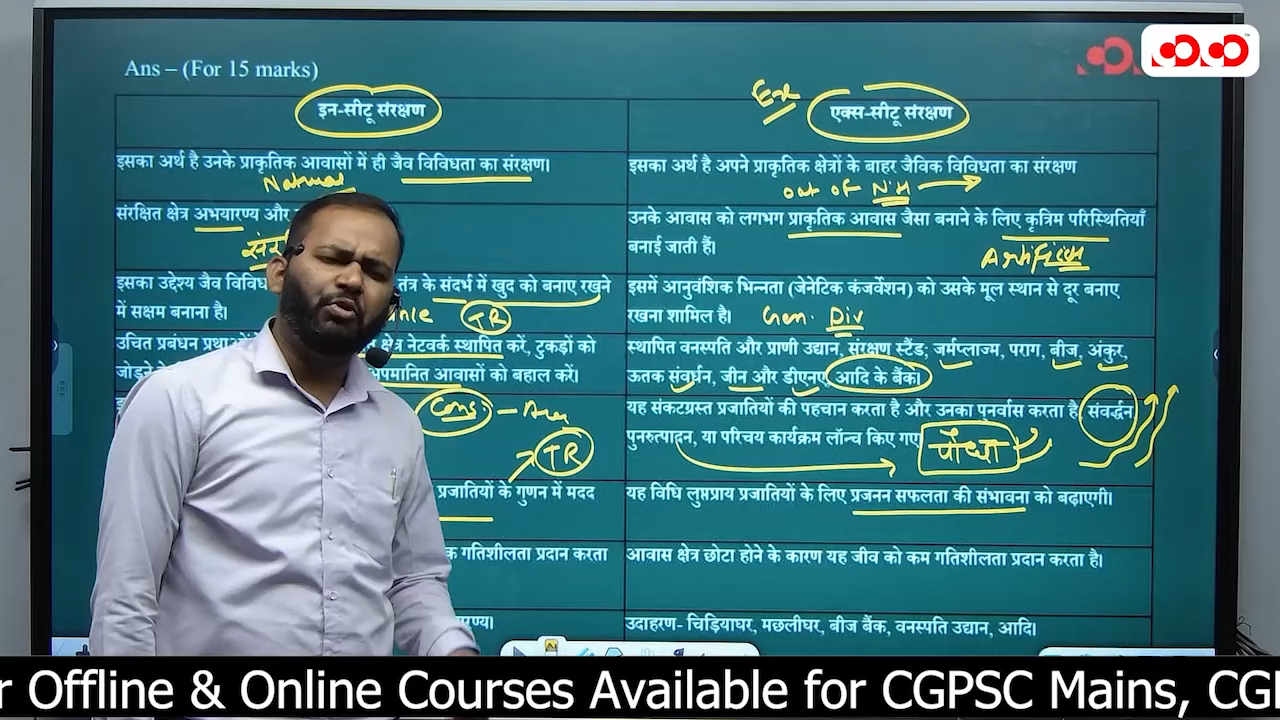 Ans – (For 15 marks)
इन-सीटू संरक्षण
Ex
एक्स-सीटू संरक्षण
इसका अर्थ है उनके प्राकृतिक आवासों में ही जैव विविधता का संरक्षण।
Natural
इसका अर्थ है अपने प्राकृतिक क्षेत्रों के बाहर जैविक विविधता का संरक्षण
out of N.H
संरक्षित क्षेत्र अभयारण्य और
उनके आवास को लगभग प्राकृतिक आवास जैसा बनाने के लिए कृत्रिम परिस्थितियाँ
बनाई जाती हैं।
Artificial
इसका उद्देश्य जैव विविध तंत्र के संदर्भ में खुद को बनाए रखने
में सक्षम बनाना है।
TR
इसमें आनुवंशिक भिन्नता (जेनेटिक कंजर्वेशन) को उसके मूल स्थान से दूर बनाए
रखना शामिल है।
Gen. Div
उचित प्रबंधन प्रथाओं क्षेत्र नेटवर्क स्थापित करें, टुकड़ों को
जोड़ने अपमानित आवासों को बहाल करें।
स्थापित वनस्पति और प्राणी उद्यान, संरक्षण स्टैंड; जर्मप्लाज्म, पराग, बीज, अंकुर,
ऊतक संवर्धन, जीन और डीएनए आदि के बैंक।
Cons. – Area
TR
यह संकटग्रस्त प्रजातियों की पहचान करता है और उनका पुनर्वास करता है संवर्द्धन
पुनरुत्पादन, या परिचय कार्यक्रम लॉन्च किए गए
पौधा
प्रजातियों के गुणन में मदद
यह विधि लुप्तप्राय प्रजातियों के लिए प्रजनन सफलता की संभावना को बढ़ाएगी।
क गतिशीलता प्रदान करता
आवास क्षेत्र छोटा होने के कारण यह जीव को कम गतिशीलता प्रदान करता है।
उदाहरण- चिड़ियाघर, मछलीघर, बीज बैंक, वनस्पति उद्यान, आदि।
r Offline & Online Courses Available for CGPSC Mains, CG